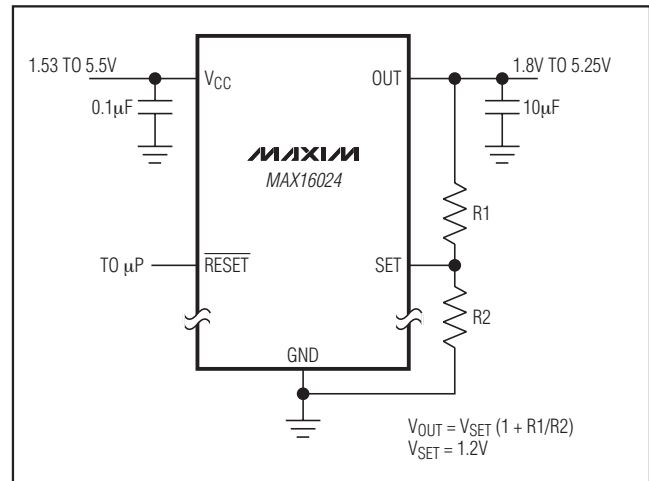 1.53 TO 5.5V
VCC
OUT
1.8V TO 5.25V
0.1µF
10µF
MAXIM
MAX16024
R1
TO µP
RESET
SET
R2
GND
VOUT = VSET (1 + R1/R2)
VSET = 1.2V